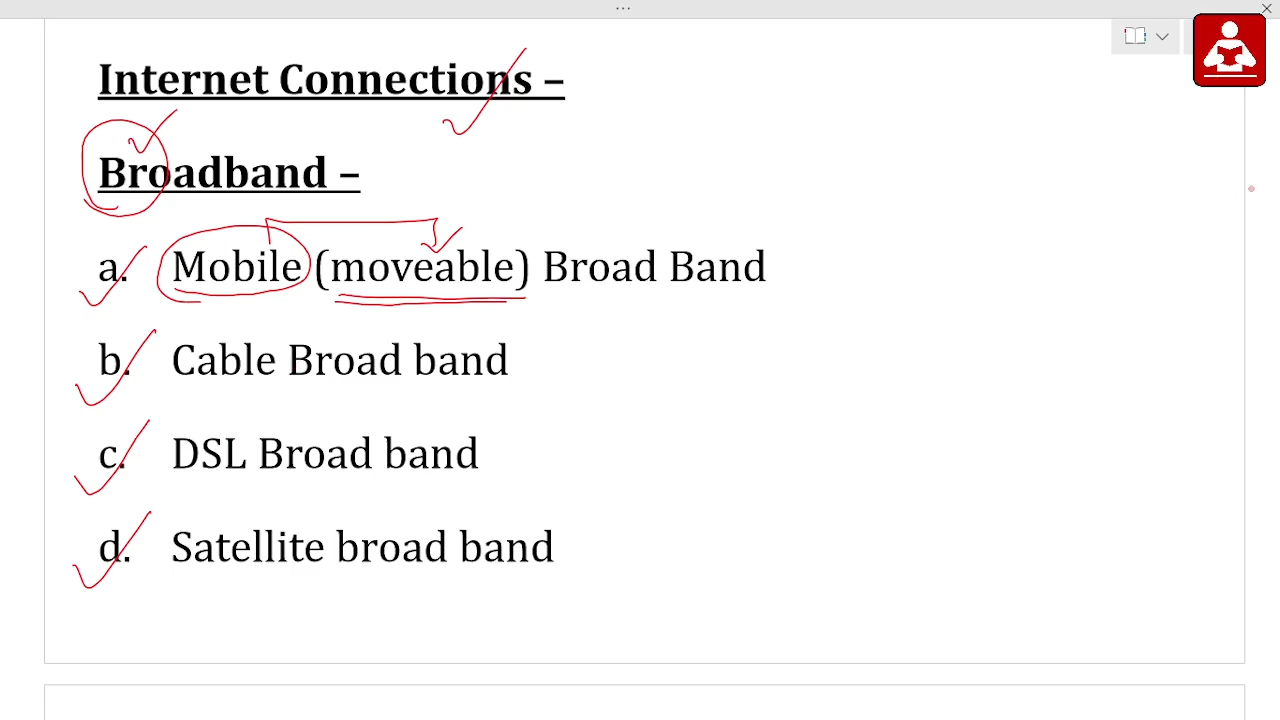 Internet Connections –
Broadband –
a. Mobile (moveable) Broad Band
b. Cable Broad band
c. DSL Broad band
d. Satellite broad band